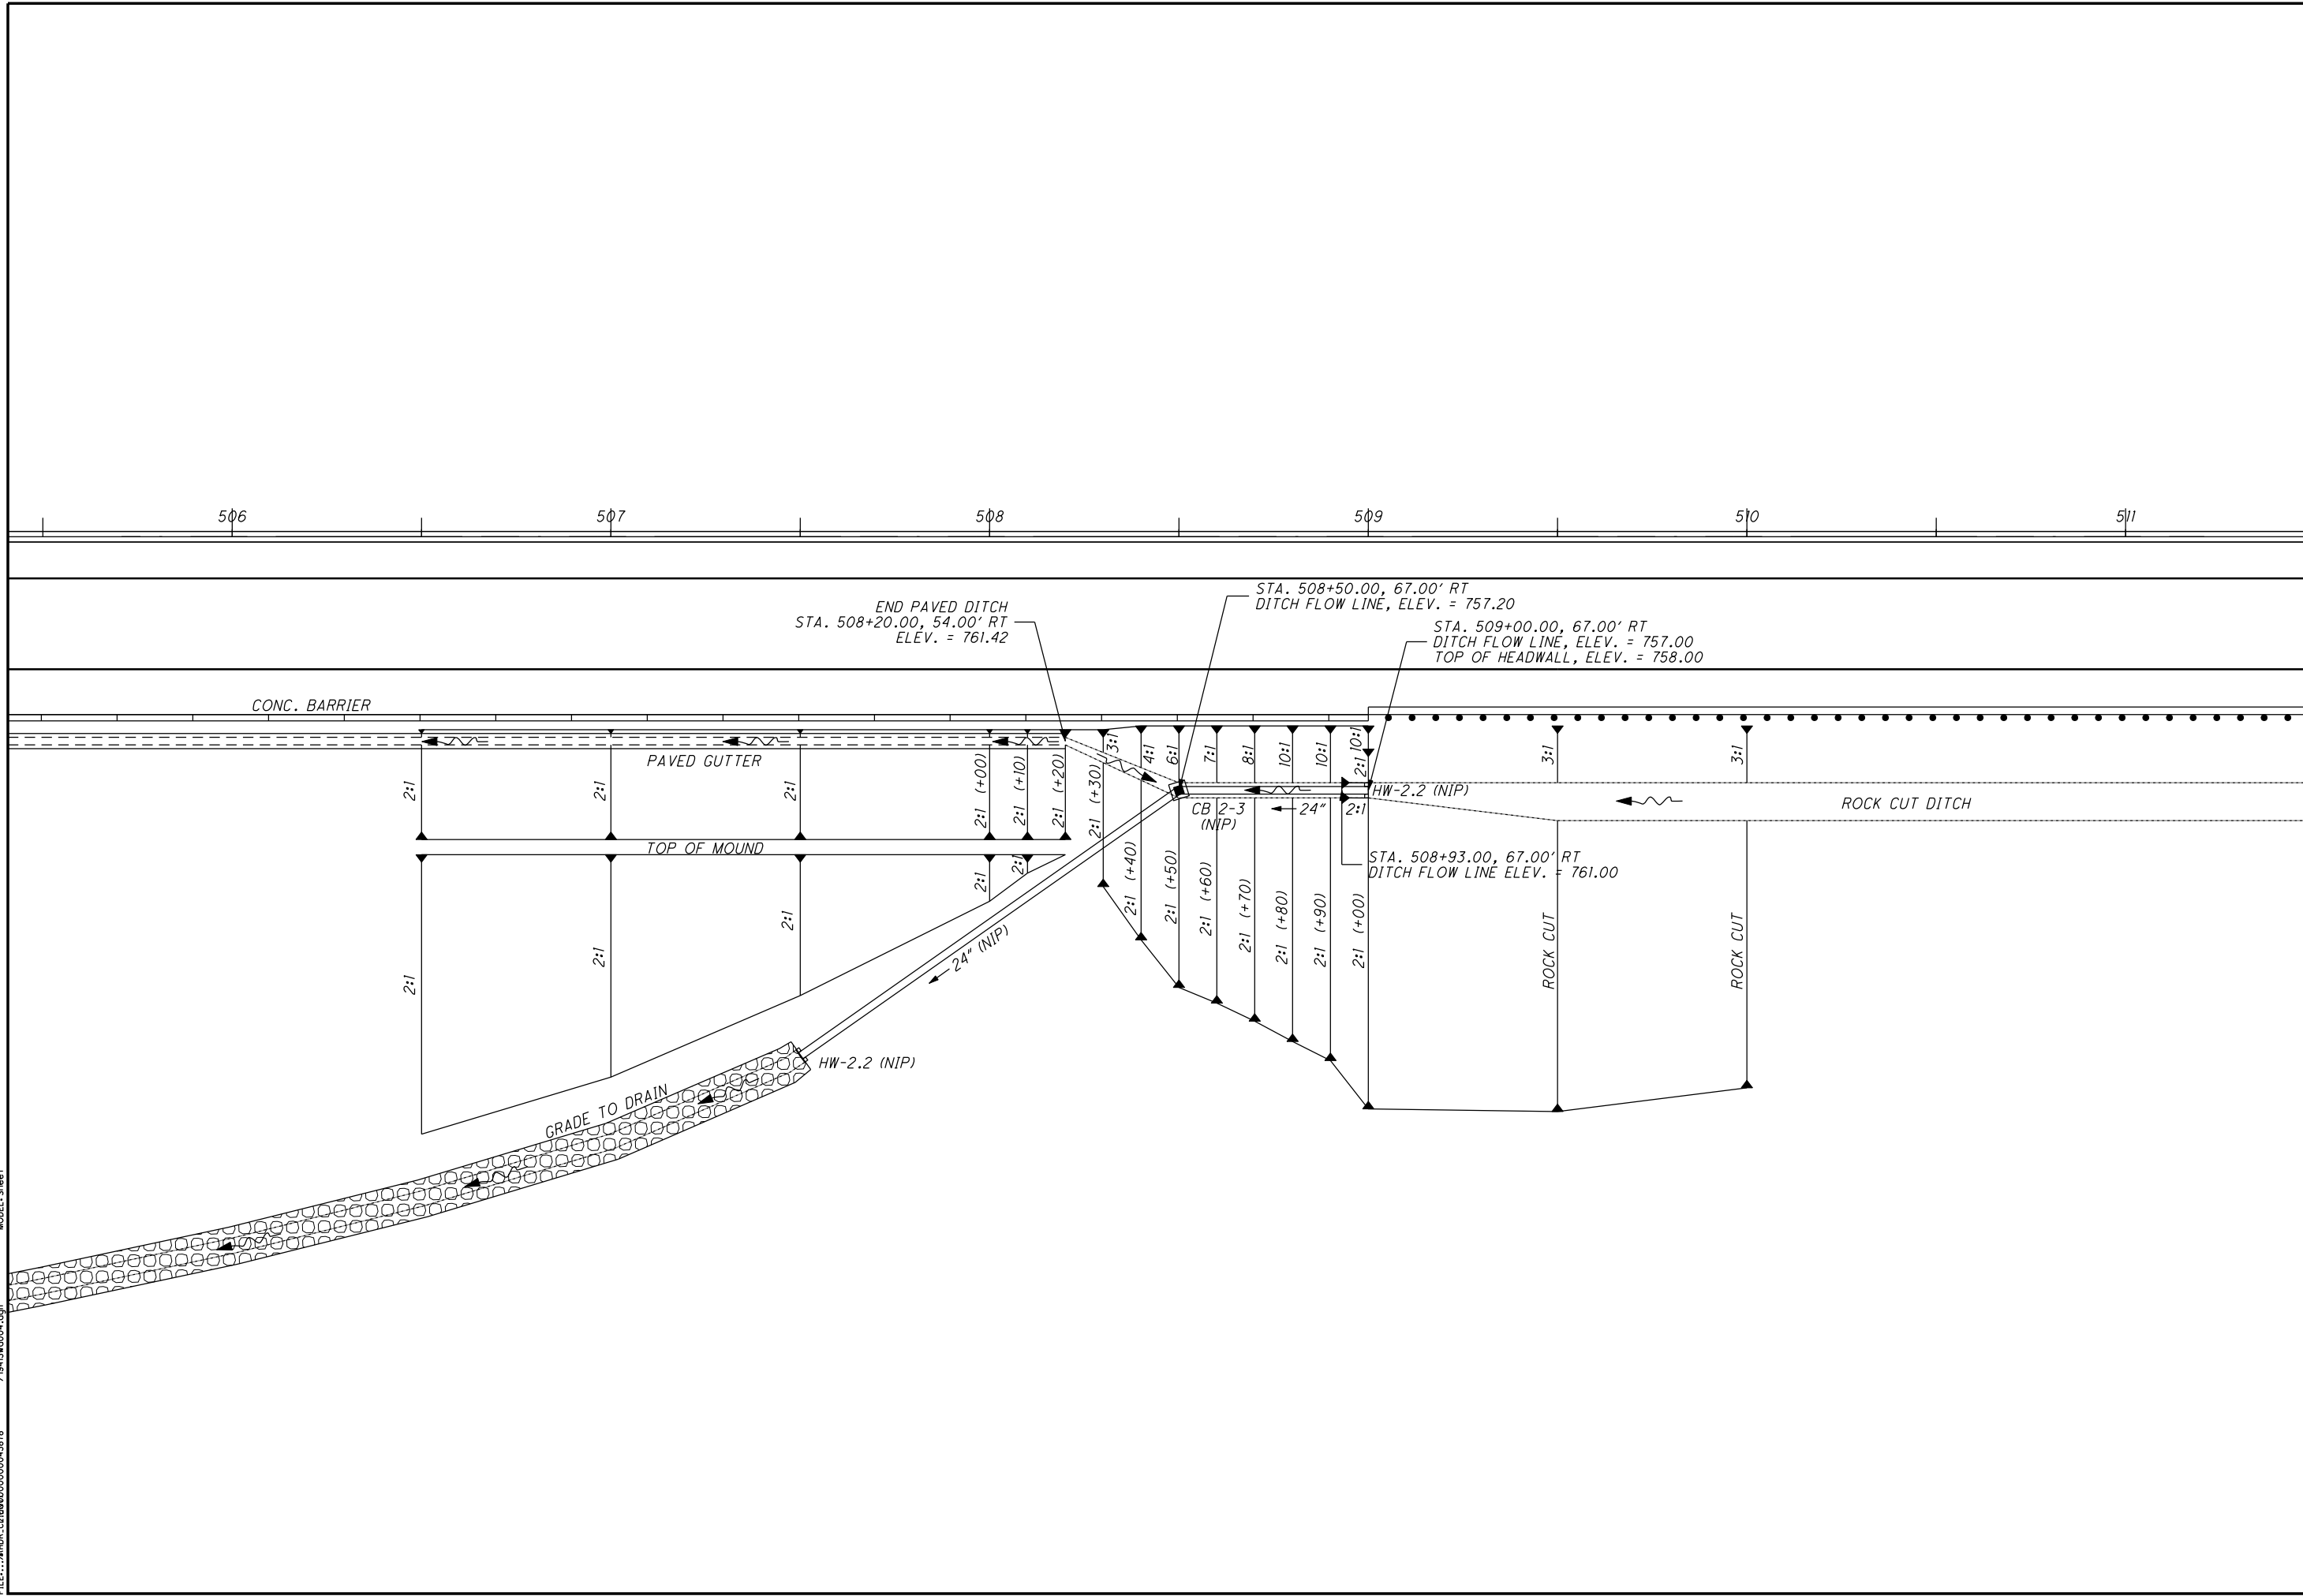 506
507
508
509
510
511
STA. 508+50.00, 67.00' RT
DITCH FLOW LINE, ELEV. = 757.20
END PAVED DITCH
STA. 508+20.00, 54.00' RT
ELEV. = 761.42
STA. 509+00.00, 67.00' RT
DITCH FLOW LINE, ELEV. = 757.00
TOP OF HEADWALL, ELEV. = 758.00
CONC. BARRIER
PAVED GUTTER
3:1
4:1
6:1
7:1
8:1
10:1
10:1
2:1 10:1
3:1
3:1
2:1
2:1
2:1
2:1 (+00)
2:1 (+10)
2:1 (+20)
2:1 (+30)
HW-2.2 (NIP)
CB 2-3
(NIP)
24"
2:1
ROCK CUT DITCH
TOP OF MOUND
STA. 508+93.00, 67.00' RT
DITCH FLOW LINE ELEV. = 761.00
2:1
2:1
2:1
2:1
2:1
2:1 (+40)
2:1 (+50)
2:1 (+60)
2:1 (+70)
2:1 (+80)
2:1 (+90)
2:1 (+00)
ROCK CUT
ROCK CUT
24" (NIP)
HW-2.2 (NIP)
GRADE TO DRAIN